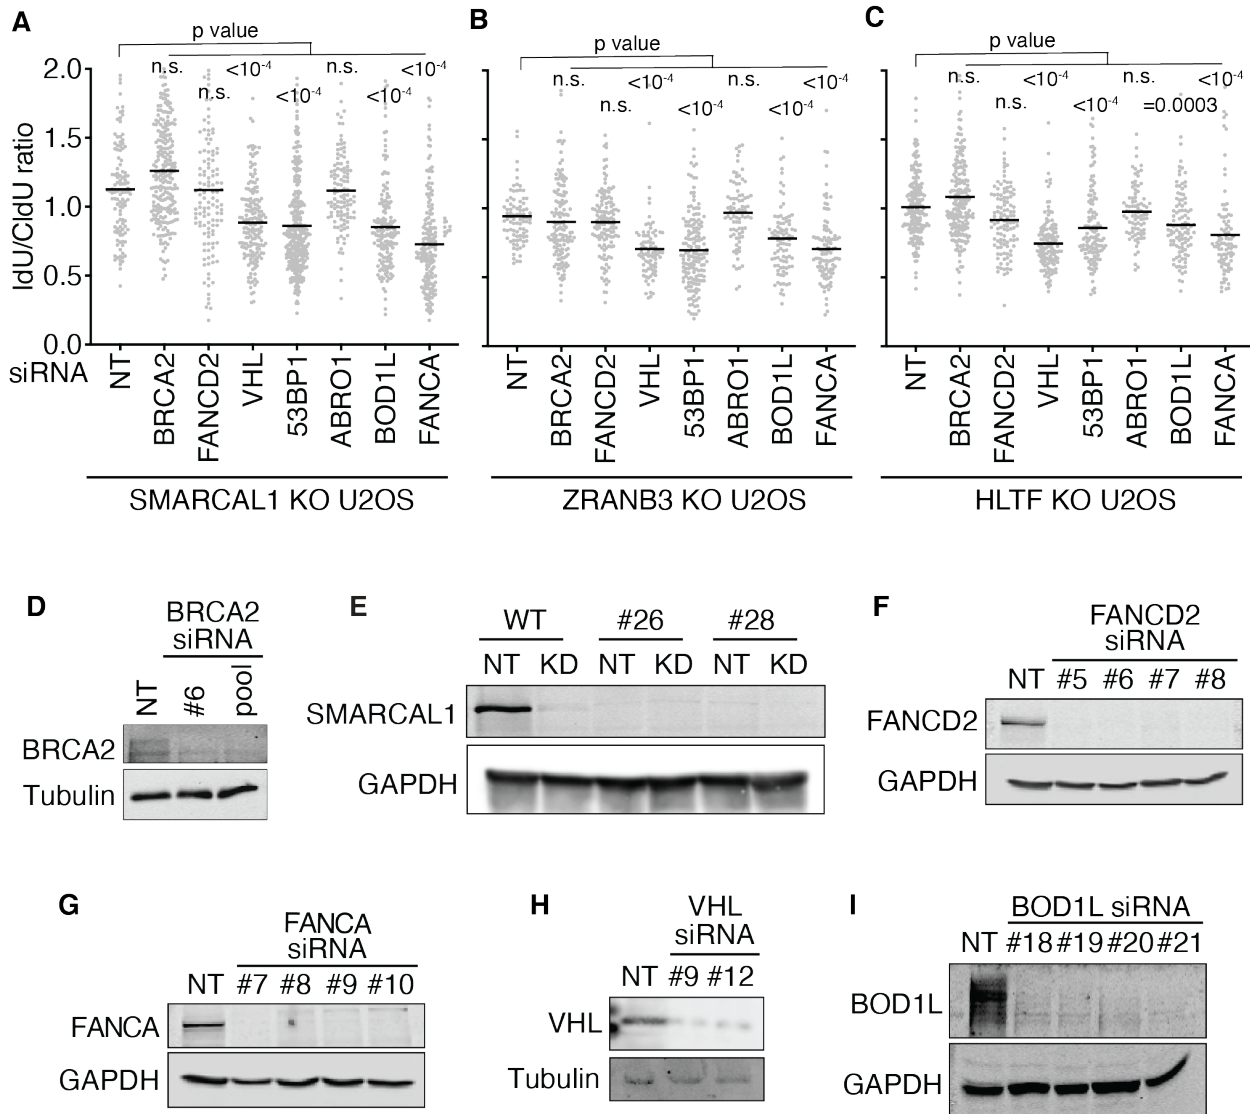 A
p value
n.s. <10⁻⁴ n.s. <10⁻⁴
n.s. <10⁻⁴ <10⁻⁴
IdU/CldU ratio
2.0
1.5
1.0
0.5
0.0
siRNA
NT BRCA2 FANCD2 VHL 53BP1 ABRO1 BOD1L FANCA
SMARCAL1 KO U2OS
B
p value
n.s. <10⁻⁴ n.s. <10⁻⁴
n.s. <10⁻⁴ <10⁻⁴
NT BRCA2 FANCD2 VHL 53BP1 ABRO1 BOD1L FANCA
ZRANB3 KO U2OS
C
p value
n.s. <10⁻⁴ n.s. <10⁻⁴
n.s. <10⁻⁴ =0.0003
NT BRCA2 FANCD2 VHL 53BP1 ABRO1 BOD1L FANCA
HLTF KO U2OS
D
BRCA2
siRNA
NT #6 pool
BRCA2
Tubulin
E
WT #26 #28
NT KD NT KD NT KD
SMARCAL1
GAPDH
F
FANCD2
siRNA
NT #5 #6 #7 #8
FANCD2
GAPDH
G
FANCA
siRNA
NT #7 #8 #9 #10
FANCA
GAPDH
H
VHL
siRNA
NT #9 #12
VHL
Tubulin
I
BOD1L siRNA
NT #18 #19 #20 #21
BOD1L
GAPDH